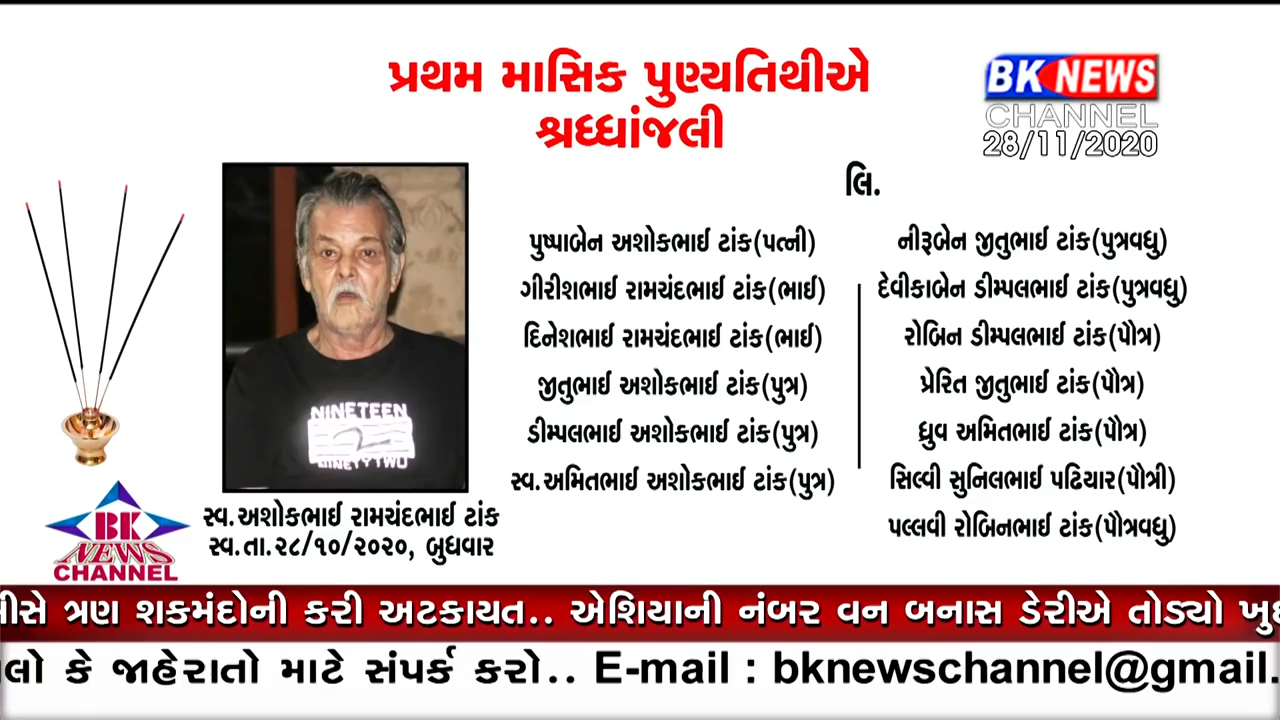 પ્રથમ માસિક પુણ્યતિથીએ
શ્રધ્ધાંજલી
BK NEWS
CHANNEL
28/11/2020
લિ.
પુષ્પાબેન અશોકભાઈ ટાંક(પત્ની)
ગીરીશભાઈ રામચંદભાઈ ટાંક(ભાઈ)
દિનેશભાઈ રામચંદભાઈ ટાંક(ભાઈ)
જીતુભાઈ અશોકભાઈ ટાંક(પુત્ર)
ડીમ્પલભાઈ અશોકભાઈ ટાંક(પુત્ર)
સ્વ.અમિતભાઈ અશોકભાઈ ટાંક(પુત્ર)
નીરૂબેન જીતુભાઈ ટાંક(પુત્રવધુ)
દેવીકાબેન ડીમ્પલભાઈ ટાંક(પુત્રવધુ)
રોબિન ડીમ્પલભાઈ ટાંક(પૌત્ર)
પ્રેરિત જીતુભાઈ ટાંક(પૌત્ર)
ધ્રુવ અમિતભાઈ ટાંક(પૌત્ર)
સિલ્વી સુનિલભાઈ પઢિયાર(પૌત્રી)
પલ્લવી રોબિનભાઈ ટાંક(પૌત્રવધુ)
NINETEEN
NINETYTWO
સ્વ.અશોકભાઈ રામચંદભાઈ ટાંક
સ્વ.તા.૨૮/૧૦/૨૦૨૦, બુધવાર
BK
NEWS
CHANNEL
ત્રણ શકમંદોની કરી અટકાયત.. એશિયાની નંબર વન બનાસ ડેરીએ તોડ્યો
કે જાહેરાતો માટે સંપર્ક કરો.. E-mail : bknewschannel@gmail.